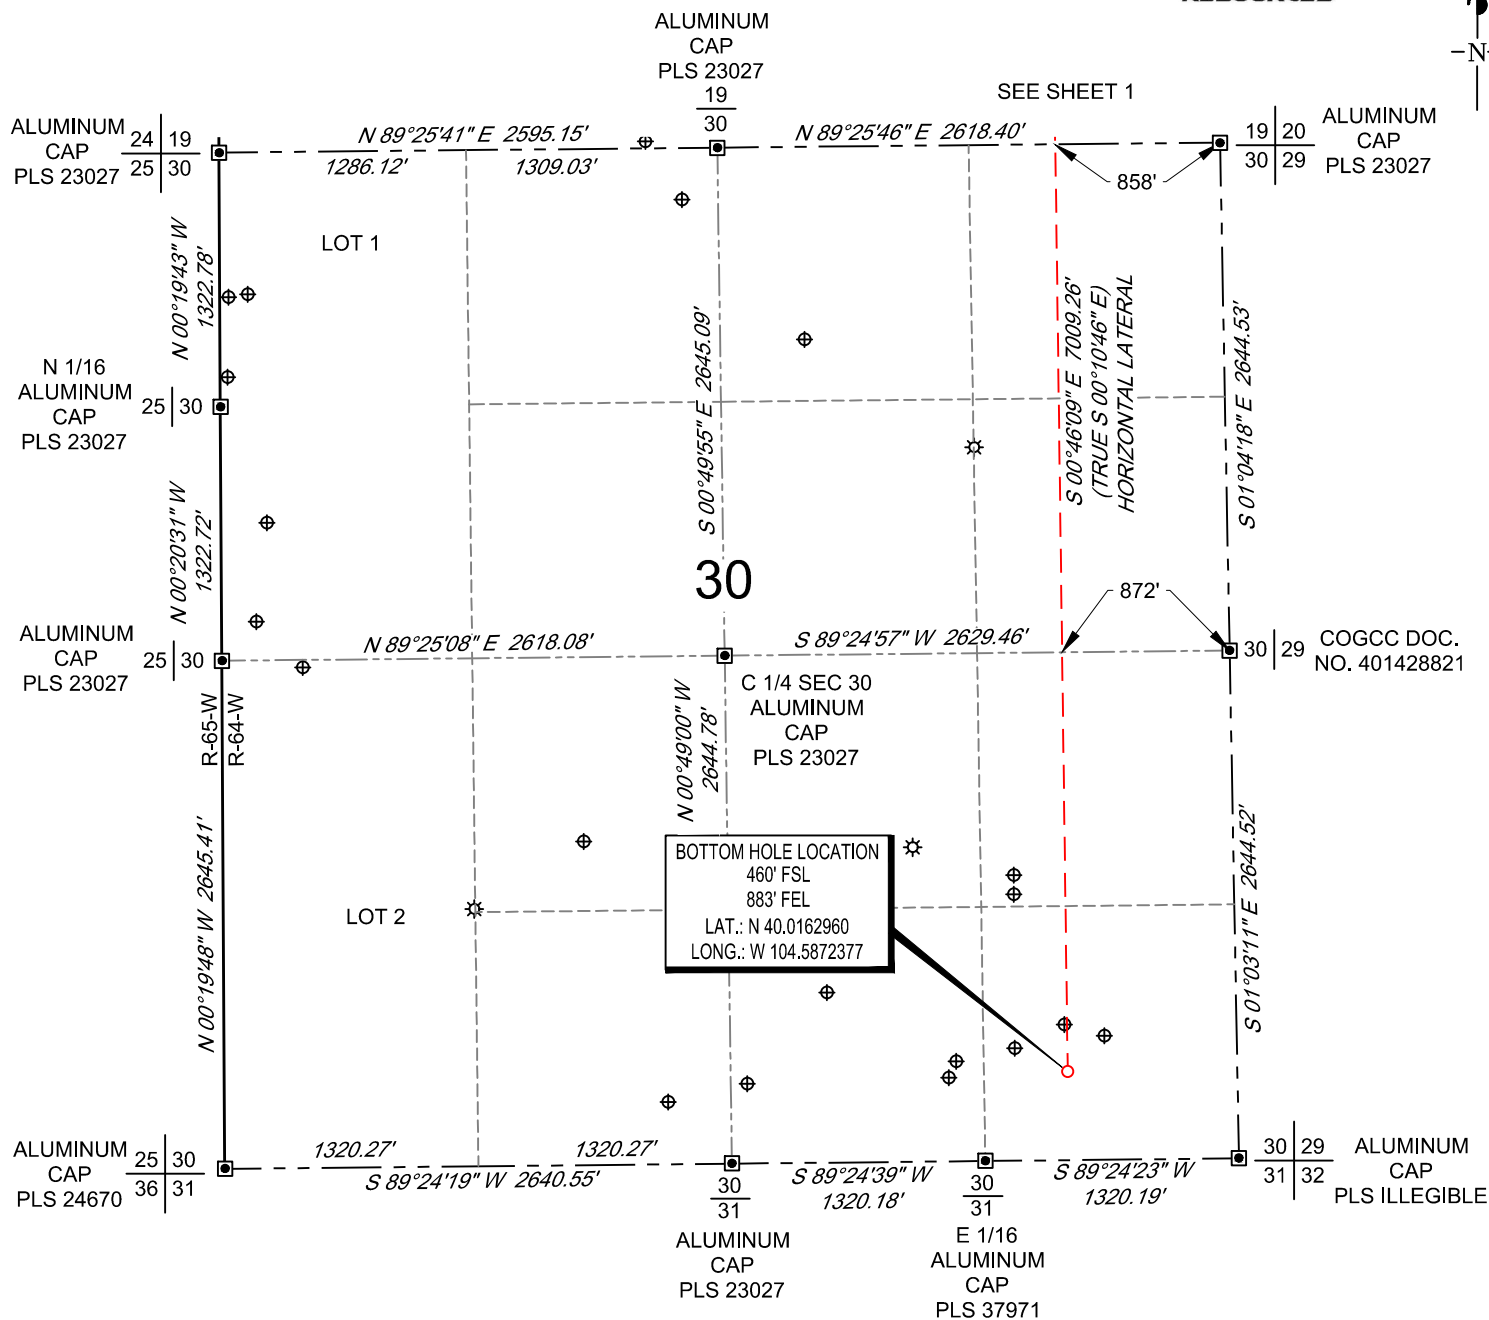 ALUMINUM
CAP
PLS 23027
19
30
SEE SHEET 1
-N-
ALUMINUM
CAP
PLS 23027
24 19
25 30
N 89°25'41" E 2595.15'
1286.12'
1309.03'
N 89°25'46" E 2618.40'
858'
19 20
30 29
ALUMINUM
CAP
PLS 23027
LOT 1
N 00°19'43" W
1322.78'
S 00°49'55" E 2645.09'
S 00°46'09" E 7009.26'
(TRUE S 00°10'46" E)
HORIZONTAL LATERAL
S 01°04'18" E 2644.53'
N 1/16
ALUMINUM
CAP
PLS 23027
25 30
N 00°20'31" W
1322.72'
30
872'
ALUMINUM
CAP
PLS 23027
25 30
N 89°25'08" E 2618.08'
S 89°24'57" W 2629.46'
30 29
COGCC DOC.
NO. 401428821
R-65-W
R-64-W
C 1/4 SEC 30
ALUMINUM
CAP
PLS 23027
N 00°49'00" W
2644.78'
N 00°19'48" W 2645.41'
LOT 2
BOTTOM HOLE LOCATION
460' FSL
883' FEL
LAT.: N 40.0162960
LONG.: W 104.5872377
S 01°03'11" E 2644.52'
ALUMINUM
CAP
PLS 24670
25 30
36 31
1320.27'
1320.27'
S 89°24'19" W 2640.55'
30
31
S 89°24'39" W
1320.18'
30
31
S 89°24'23" W
1320.19'
30 29
31 32
ALUMINUM
CAP
PLS ILLEGIBLE
ALUMINUM
CAP
PLS 23027
E 1/16
ALUMINUM
CAP
PLS 37971